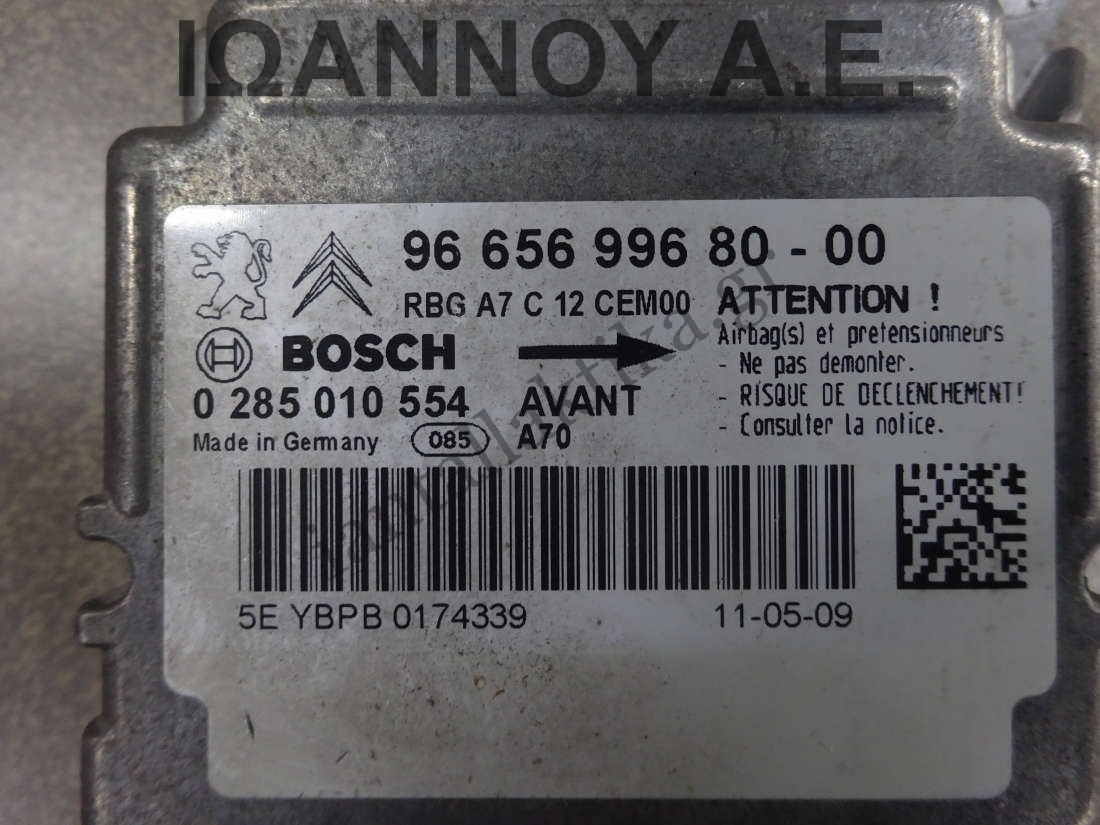 ΙΩΑΝΝΟΥ Α.Ε.
96 656 996 80 - 00
RBG A7 C 12 CEM00
ATTENTION !
Airbag(s) et pretensionneurs
- Ne pas demonter.
- RISQUE DE DECLENCHEMENT!
- Consulter la notice.
BOSCH
0 285 010 554
AVANT
Made in Germany
085
A70
5E YBPB 0174339
11-05-09